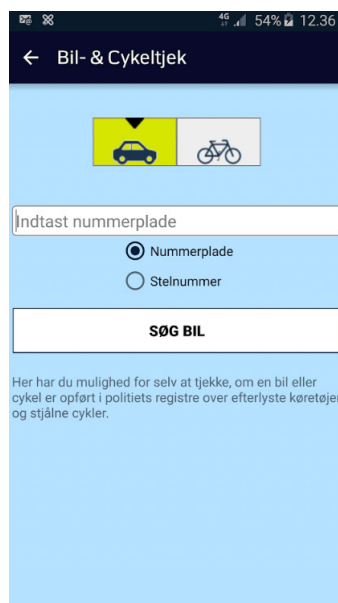 4G 54% 12.36
Bil- & Cykeltjek
Indtast nummerplade
Nummerplade
Stelnummer
SØG BIL
Her har du mulighed for selv at tjekke, om en bil eller
cykel er opført i politiets registre over efterlyste køretøjer
og stjålne cykler.